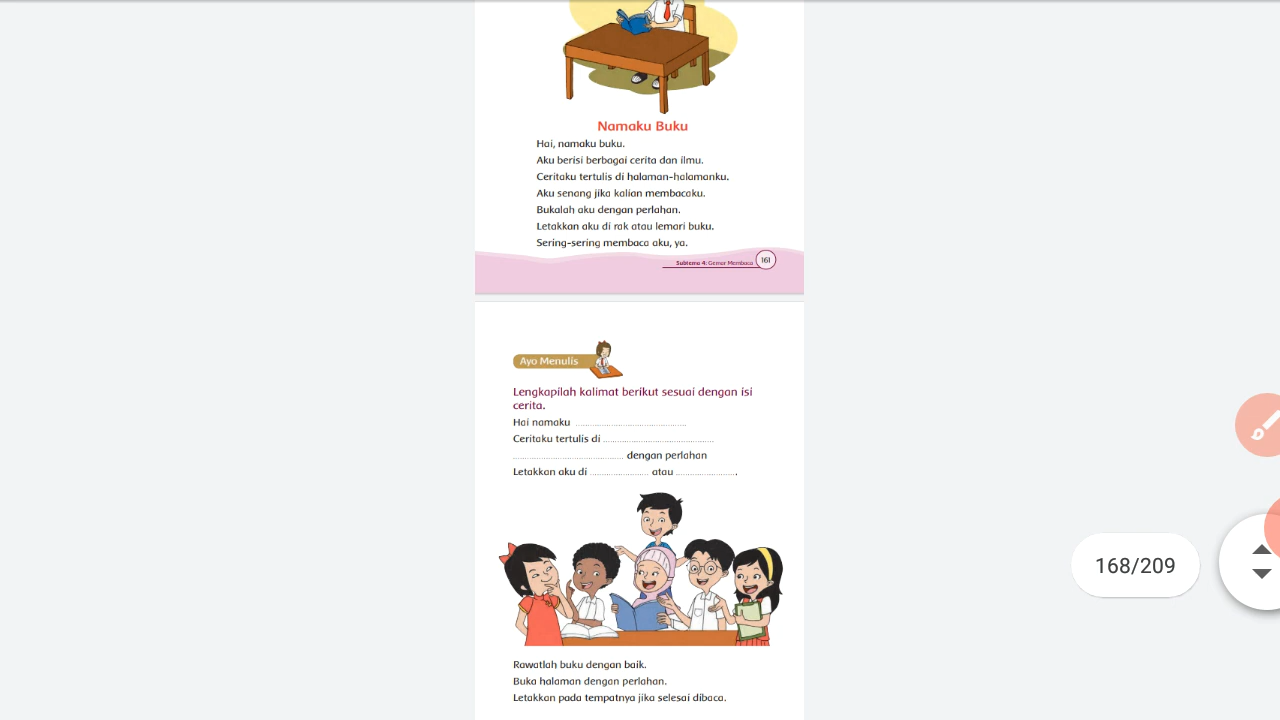 Namaku Buku
Hai, namaku buku.
Aku berisi berbagai cerita dan ilmu.
Ceritaku tertulis di halaman-halamanku.
Aku senang jika kalian membacaku.
Bukalah aku dengan perlahan.
Letakkan aku di rak atau lemari buku.
Sering-sering membaca aku, ya.
Subtema 4: Gemar Membaca 161
Ayo Menulis
Lengkapilah kalimat berikut sesuai dengan isi
cerita.
Hai namaku ........................................
Ceritaku tertulis di ........................................
........................................ dengan perlahan
Letakkan aku di ...................... atau ......................
Rawatlah buku dengan baik.
Buka halaman dengan perlahan.
Letakkan pada tempatnya jika selesai dibaca.
168/209